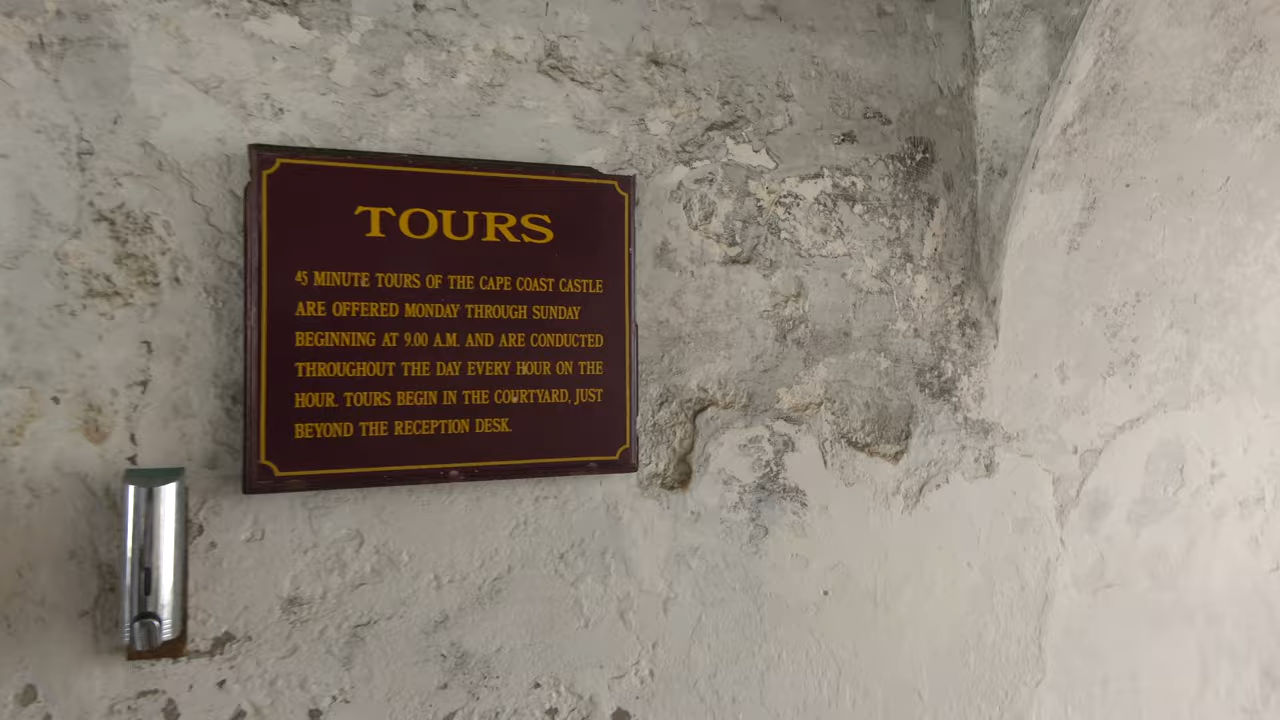 TOURS
45 MINUTE TOURS OF THE CAPE COAST CASTLE
ARE OFFERED MONDAY THROUGH SUNDAY
BEGINNING AT 9.00 A.M. AND ARE CONDUCTED
THROUGHOUT THE DAY EVERY HOUR ON THE
HOUR. TOURS BEGIN IN THE COURTYARD, JUST
BEYOND THE RECEPTION DESK.